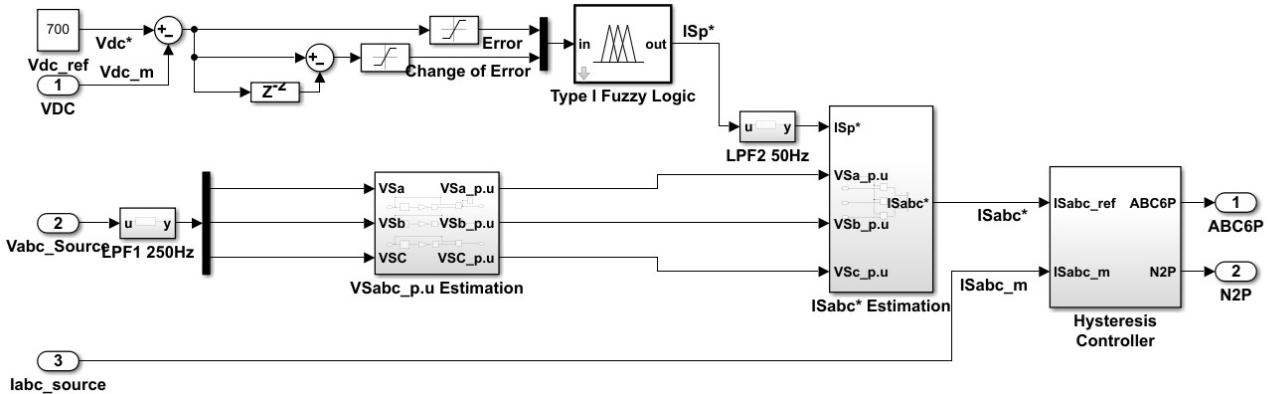 700
Vdc*
Vdc_ref
Vdc_m
1
VDC
Z-2
Error
Change of Error
in
out
Type I Fuzzy Logic
ISp*
u
y
LPF2 50Hz
2
Vabc_Source
u
y
LPF1 250Hz
VSa
VSa_p.u
VSb
VSb_p.u
VSC
VSC_p.u
VSabc_p.u Estimation
ISp*
VSa_p.u
ISabc*
VSb_p.u
VSc_p.u
ISabc* Estimation
ISabc*
ISabc_m
ISabc_ref
ABC6P
ISabc_m
N2P
Hysteresis
Controller
1
ABC6P
2
N2P
3
Iabc_source